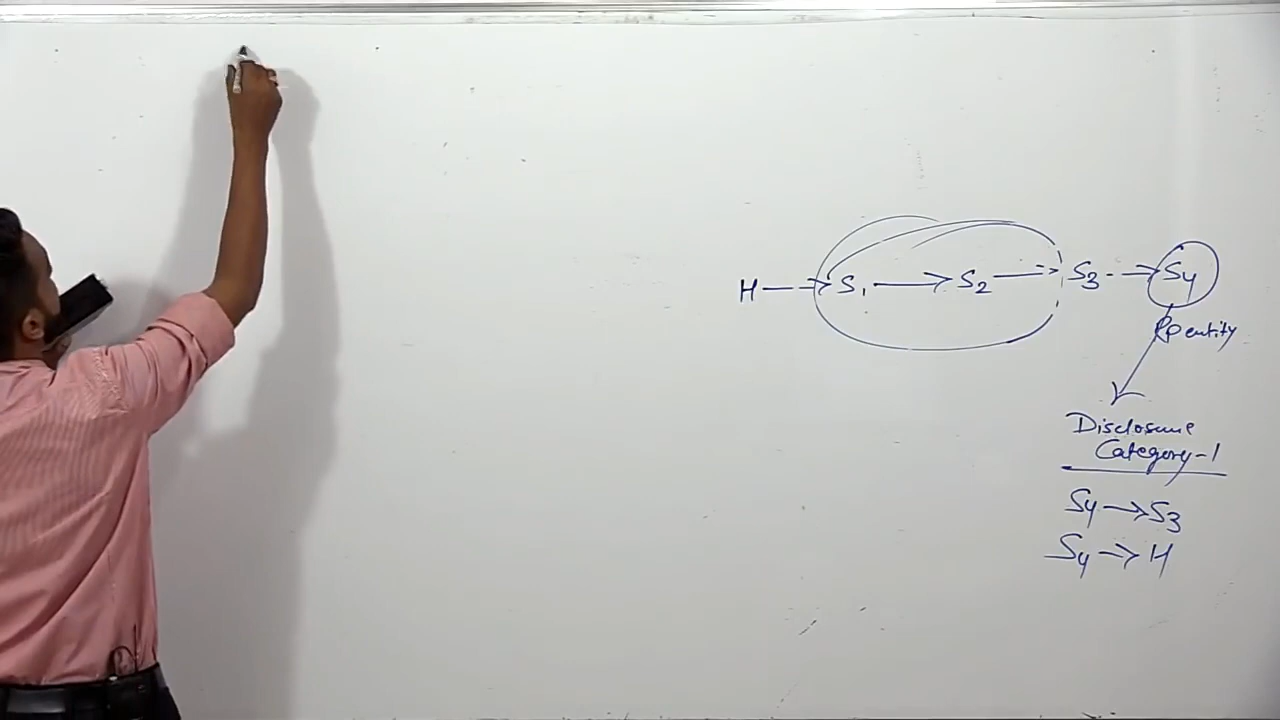 H → S1 → S2 → S3 → S4
Rp entity
Disclosure
Category-1
S4 → S3
S4 → H